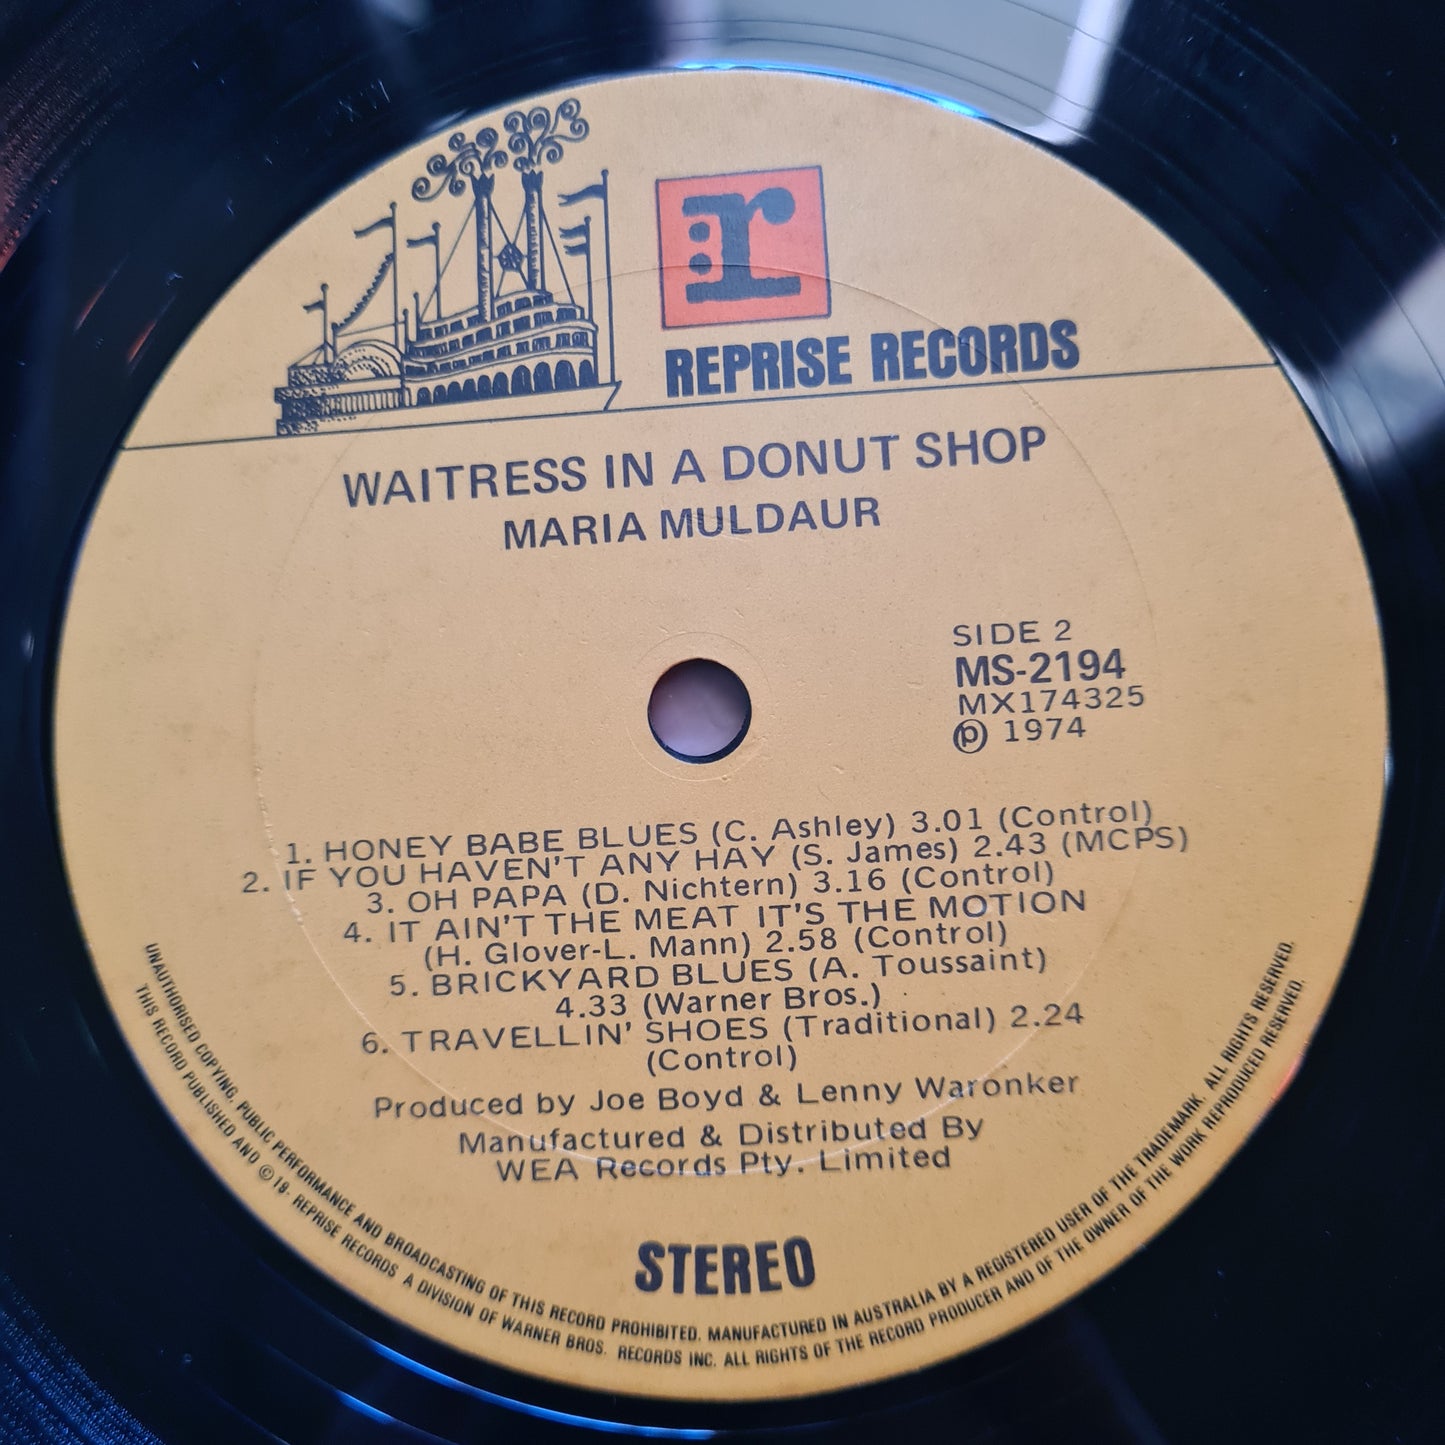 r
REPRISE RECORDS
WAITRESS IN A DONUT SHOP
MARIA MULDAUR
SIDE 2
MS-2194
MX174325
℗ 1974
1. HONEY BABE BLUES (C. Ashley) 3.01 (Control)
2. IF YOU HAVEN'T ANY HAY (S. James) 2.43 (MCPS)
3. OH PAPA (D. Nichtern) 3.16 (Control)
4. IT AIN'T THE MEAT IT'S THE MOTION
(H. Glover-L. Mann) 2.58 (Control)
5. BRICKYARD BLUES (A. Toussaint)
4.33 (Warner Bros.)
6. TRAVELLIN' SHOES (Traditional) 2.24
(Control)
Produced by Joe Boyd & Lenny Waronker
Manufactured & Distributed By
WEA Records Pty. Limited
STEREO
UNAUTHORISED COPYING, PUBLIC PERFORMANCE AND BROADCASTING OF THIS RECORD PROHIBITED. MANUFACTURED IN AUSTRALIA BY A REGISTERED USER OF THE TRADEMARK. ALL RIGHTS RESERVED.
THIS RECORD PUBLISHED AND © 19- REPRISE RECORDS A DIVISION OF WARNER BROS. RECORDS INC. ALL RIGHTS OF THE RECORD PRODUCER AND OF THE OWNER OF THE WORK REPRODUCED RESERVED.